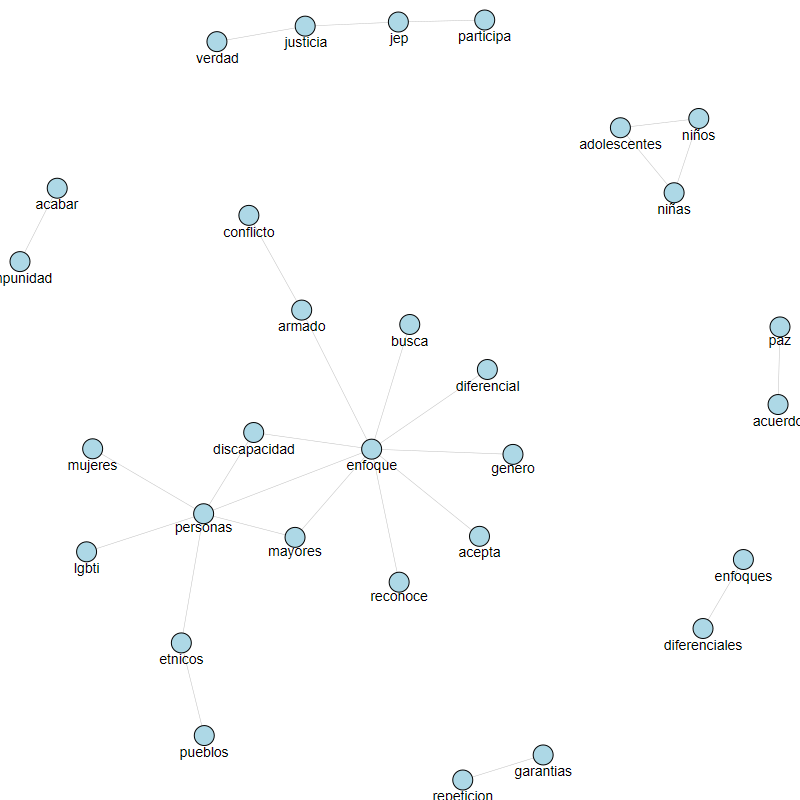 participa
justicia
jep
verdad
niños
adolescentes
acabar
niñas
conflicto
npunidad
armado
busca
paz
diferencial
acuerdo
discapacidad
mujeres
enfoque
genero
personas
mayores
acepta
lgbti
enfoques
reconoce
diferenciales
etnicos
pueblos
garantias
repeticion